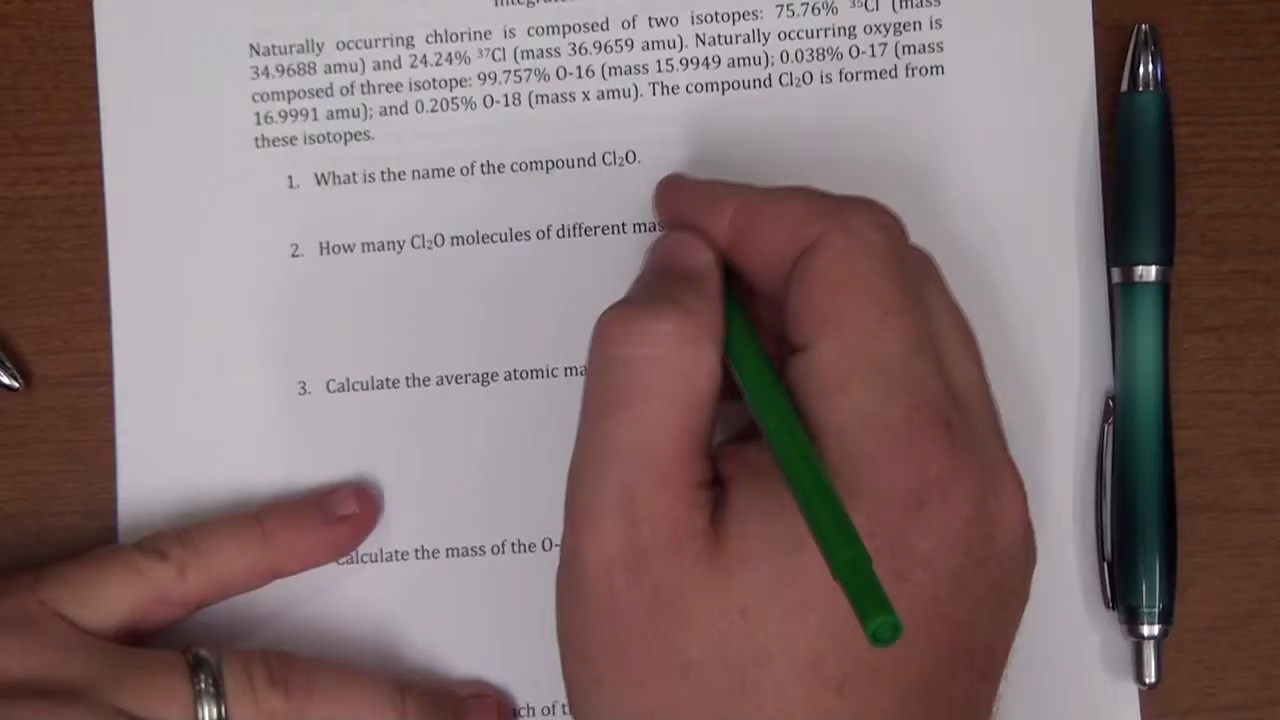 Naturally occurring chlorine is composed of two isotopes: 75.76% ³⁵Cl (mass
34.9688 amu) and 24.24% ³⁷Cl (mass 36.9659 amu). Naturally occurring oxygen is
composed of three isotope: 99.757% O-16 (mass 15.9949 amu); 0.038% O-17 (mass
16.9991 amu); and 0.205% O-18 (mass x amu). The compound Cl₂O is formed from
these isotopes.
1. What is the name of the compound Cl₂O.
2. How many Cl₂O molecules of different mas
3. Calculate the average atomic ma
Calculate the mass of the O-
of